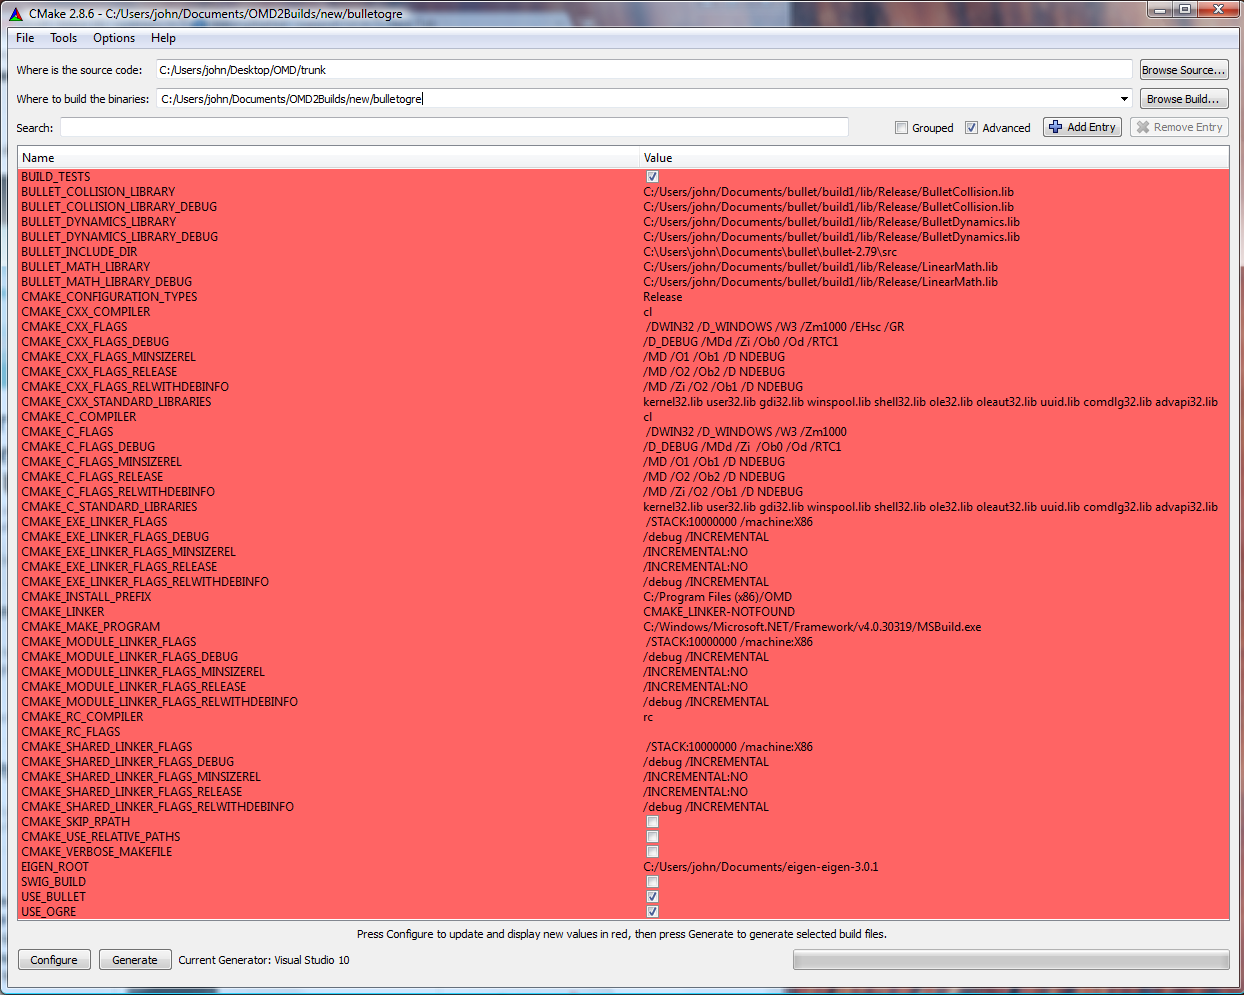 CMake 2.8.6 - C:/Users/john/Documents/OMD2Builds/new/bulletogre
File Tools Options Help
Where is the source code: C:/Users/john/Desktop/OMD/trunk Browse Source...
Where to build the binaries: C:/Users/john/Documents/OMD2Builds/new/bulletogre Browse Build...
Search: Grouped Advanced Add Entry Remove Entry
Name Value
BUILD_TESTS
BULLET_COLLISION_LIBRARY C:/Users/john/Documents/bullet/build1/lib/Release/BulletCollision.lib
BULLET_COLLISION_LIBRARY_DEBUG C:/Users/john/Documents/bullet/build1/lib/Release/BulletCollision.lib
BULLET_DYNAMICS_LIBRARY C:/Users/john/Documents/bullet/build1/lib/Release/BulletDynamics.lib
BULLET_DYNAMICS_LIBRARY_DEBUG C:/Users/john/Documents/bullet/build1/lib/Release/BulletDynamics.lib
BULLET_INCLUDE_DIR C:\Users\john\Documents\bullet\bullet-2.79\src
BULLET_MATH_LIBRARY C:/Users/john/Documents/bullet/build1/lib/Release/LinearMath.lib
BULLET_MATH_LIBRARY_DEBUG C:/Users/john/Documents/bullet/build1/lib/Release/LinearMath.lib
CMAKE_CONFIGURATION_TYPES Release
CMAKE_CXX_COMPILER cl
CMAKE_CXX_FLAGS /DWIN32 /D_WINDOWS /W3 /Zm1000 /EHsc /GR
CMAKE_CXX_FLAGS_DEBUG /D_DEBUG /MDd /Zi /Ob0 /Od /RTC1
CMAKE_CXX_FLAGS_MINSIZEREL /MD /O1 /Ob1 /D NDEBUG
CMAKE_CXX_FLAGS_RELEASE /MD /O2 /Ob2 /D NDEBUG
CMAKE_CXX_FLAGS_RELWITHDEBINFO /MD /Zi /O2 /Ob1 /D NDEBUG
CMAKE_CXX_STANDARD_LIBRARIES kernel32.lib user32.lib gdi32.lib winspool.lib shell32.lib ole32.lib oleaut32.lib uuid.lib comdlg32.lib advapi32.lib
CMAKE_C_COMPILER cl
CMAKE_C_FLAGS /DWIN32 /D_WINDOWS /W3 /Zm1000
CMAKE_C_FLAGS_DEBUG /D_DEBUG /MDd /Zi /Ob0 /Od /RTC1
CMAKE_C_FLAGS_MINSIZEREL /MD /O1 /Ob1 /D NDEBUG
CMAKE_C_FLAGS_RELEASE /MD /O2 /Ob2 /D NDEBUG
CMAKE_C_FLAGS_RELWITHDEBINFO /MD /Zi /O2 /Ob1 /D NDEBUG
CMAKE_C_STANDARD_LIBRARIES kernel32.lib user32.lib gdi32.lib winspool.lib shell32.lib ole32.lib oleaut32.lib uuid.lib comdlg32.lib advapi32.lib
CMAKE_EXE_LINKER_FLAGS /STACK:10000000 /machine:X86
CMAKE_EXE_LINKER_FLAGS_DEBUG /debug /INCREMENTAL
CMAKE_EXE_LINKER_FLAGS_MINSIZEREL /INCREMENTAL:NO
CMAKE_EXE_LINKER_FLAGS_RELEASE /INCREMENTAL:NO
CMAKE_EXE_LINKER_FLAGS_RELWITHDEBINFO /debug /INCREMENTAL
CMAKE_INSTALL_PREFIX C:/Program Files (x86)/OMD
CMAKE_LINKER CMAKE_LINKER-NOTFOUND
CMAKE_MAKE_PROGRAM C:/Windows/Microsoft.NET/Framework/v4.0.30319/MSBuild.exe
CMAKE_MODULE_LINKER_FLAGS /STACK:10000000 /machine:X86
CMAKE_MODULE_LINKER_FLAGS_DEBUG /debug /INCREMENTAL
CMAKE_MODULE_LINKER_FLAGS_MINSIZEREL /INCREMENTAL:NO
CMAKE_MODULE_LINKER_FLAGS_RELEASE /INCREMENTAL:NO
CMAKE_MODULE_LINKER_FLAGS_RELWITHDEBINFO /debug /INCREMENTAL
CMAKE_RC_COMPILER rc
CMAKE_RC_FLAGS
CMAKE_SHARED_LINKER_FLAGS /STACK:10000000 /machine:X86
CMAKE_SHARED_LINKER_FLAGS_DEBUG /debug /INCREMENTAL
CMAKE_SHARED_LINKER_FLAGS_MINSIZEREL /INCREMENTAL:NO
CMAKE_SHARED_LINKER_FLAGS_RELEASE /INCREMENTAL:NO
CMAKE_SHARED_LINKER_FLAGS_RELWITHDEBINFO /debug /INCREMENTAL
CMAKE_SKIP_RPATH
CMAKE_USE_RELATIVE_PATHS
CMAKE_VERBOSE_MAKEFILE
EIGEN_ROOT C:/Users/john/Documents/eigen-eigen-3.0.1
SWIG_BUILD
USE_BULLET
USE_OGRE
Press Configure to update and display new values in red, then press Generate to generate selected build files.
Configure Generate Current Generator: Visual Studio 10